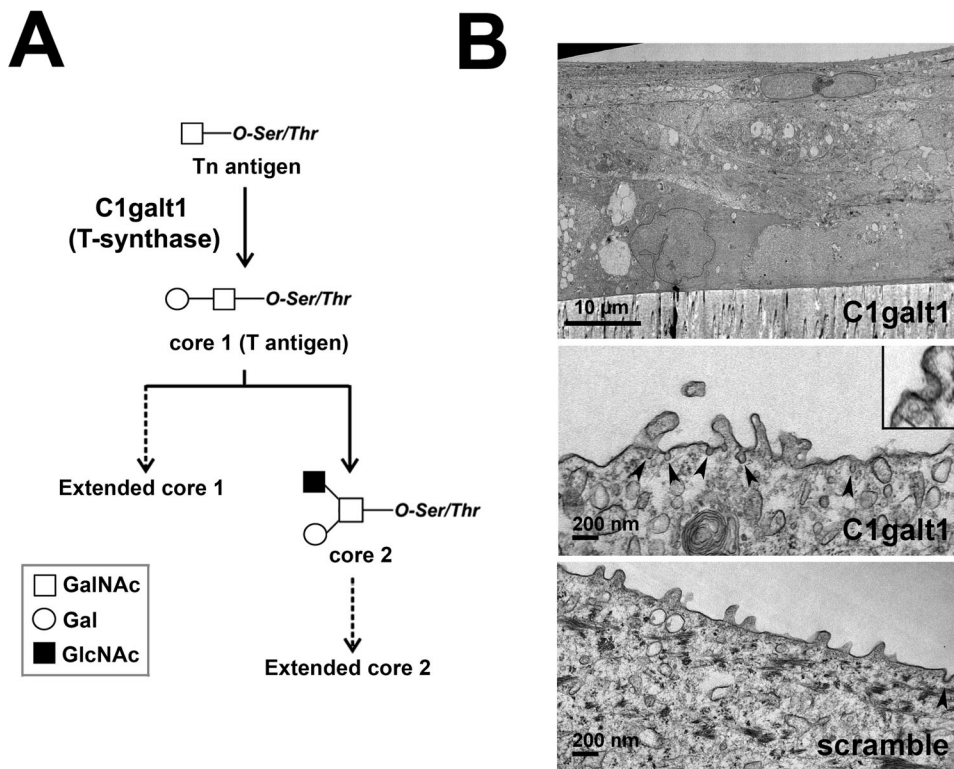 A
O-Ser/Thr
Tn antigen
C1galt1
(T-synthase)
O-Ser/Thr
core 1 (T antigen)
Extended core 1
O-Ser/Thr
core 2
GalNAc
Gal
GlcNAc
Extended core 2
B
10 µm
C1galt1
200 nm
C1galt1
200 nm
scramble